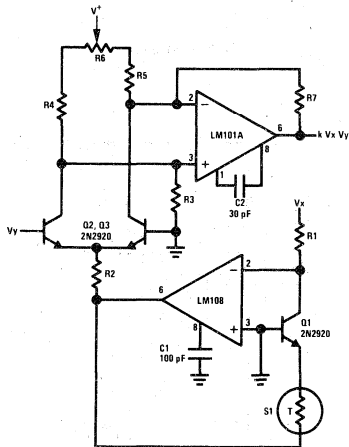 V+
R6
R5
R4
R7
2
−
LM101A
6
k Vx Vy
8
3
+
1
R3
C2
30 pF
Q2, Q3
2N2920
Vy
Vx
R2
R1
6
−
2
LM108
Q1
2N2920
8
+
3
C1
100 pF
S1
T